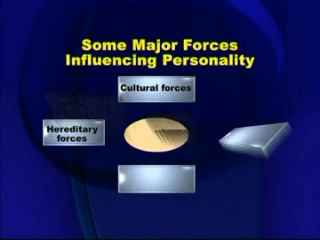 Some Major Forces
Influencing Personality
Cultural forces
Hereditary
forces